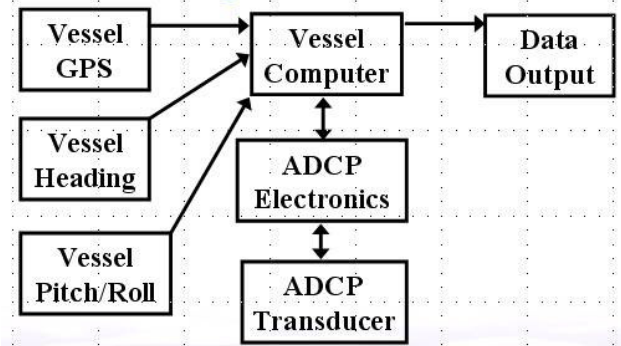 Vessel
GPS
Vessel
Computer
Data
Output
Vessel
Heading
ADCP
Electronics
Vessel
Pitch/Roll
ADCP
Transducer